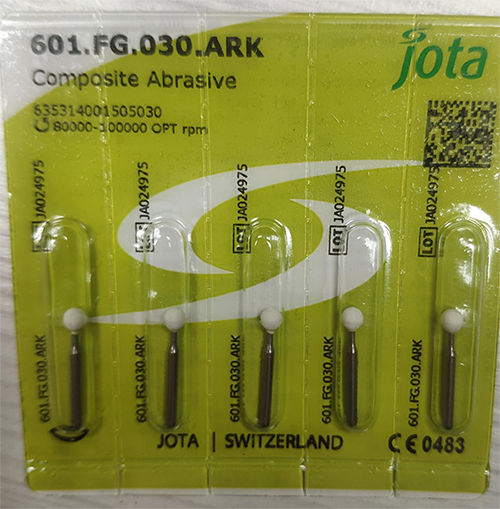 601.FG.030.ARK
jota
Composite Abrasive
635314001505030
80000-100000 OPT rpm
LOT JA024975
LOT JA024975
LOT JA024975
LOT JA024975
LOT JA024975
601.FG.030.ARK
601.FG.030.ARK
601.FG.030.ARK
601.FG.030.ARK
601.FG.030.ARK
JOTA | SWITZERLAND
CE 0483